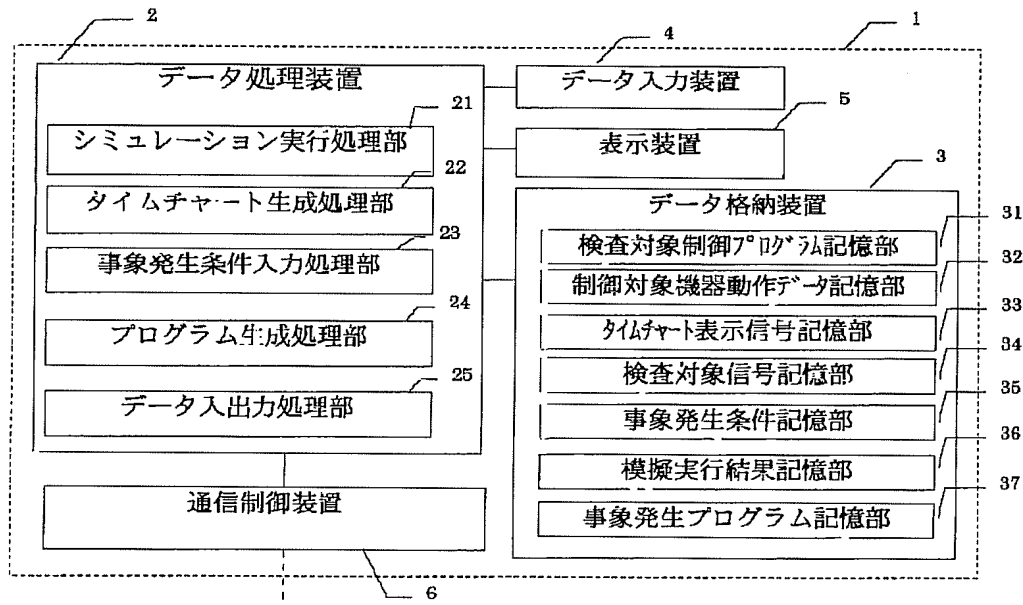 2
1
4
データ処理装置
データ入力装置
21
5
シミュレーション実行処理部
表示装置
22
3
タイムチャート生成処理部
データ格納装置
23
31
事象発生条件入力処理部
検査対象制御プログラム記憶部
32
制御対象機器動作データ記憶部
24
33
プログラム生成処理部
タイムチャート表示信号記憶部
34
検査対象信号記憶部
25
35
データ入出力処理部
事象発生条件記憶部
36
模擬実行結果記憶部
通信制御装置
37
事象発生プログラム記憶部
6